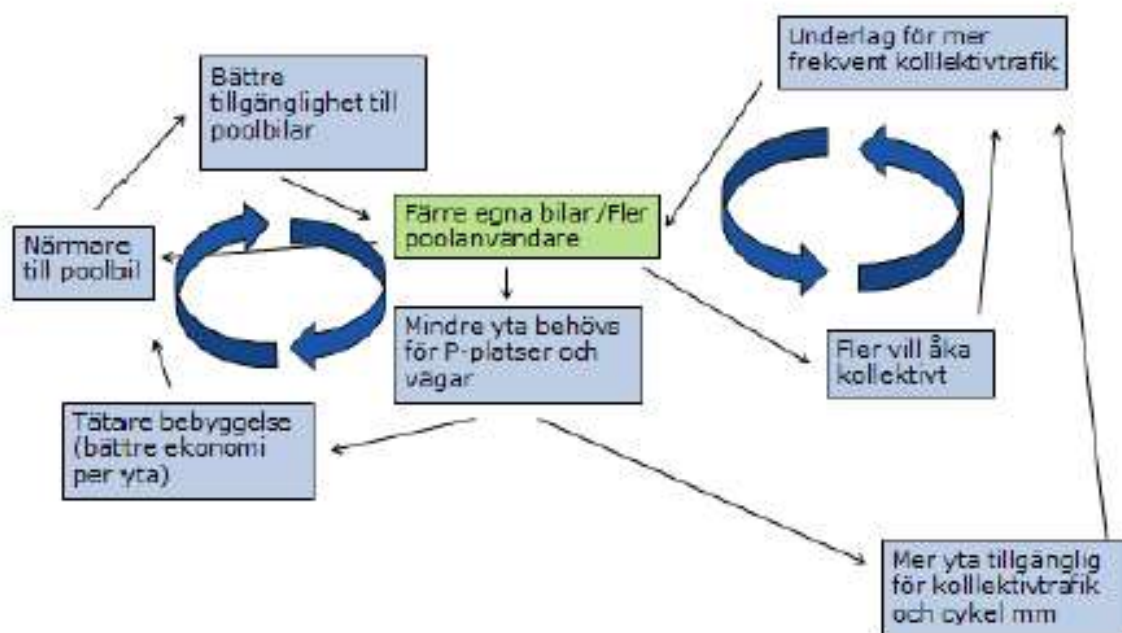 Underlag för mer
frekvent kolllektivtrafik
Bättre
tillgänglighet till
poolbilar
Färre egna bilar/Fler
poolanvändare
Närmare
till poolbil
Mindre yta behövs
för P-platser och
vägar
Fler vill åka
kollektivt
Tätare bebyggelse
(bättre ekonomi
per yta)
Mer yta tillgänglig
för kolllektivtrafik
och cykel mm